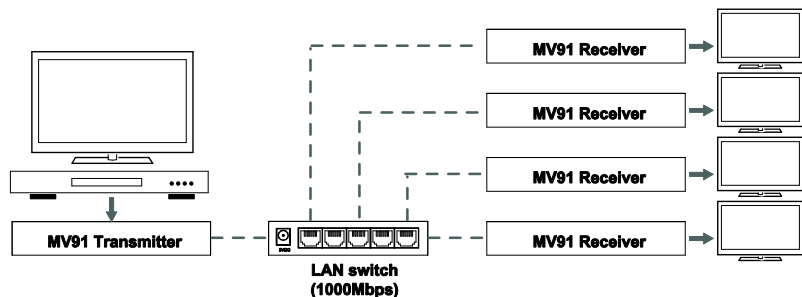 MV91 Receiver
MV91 Receiver
MV91 Receiver
MV91 Transmitter
MV91 Receiver
LAN switch
(1000Mbps)